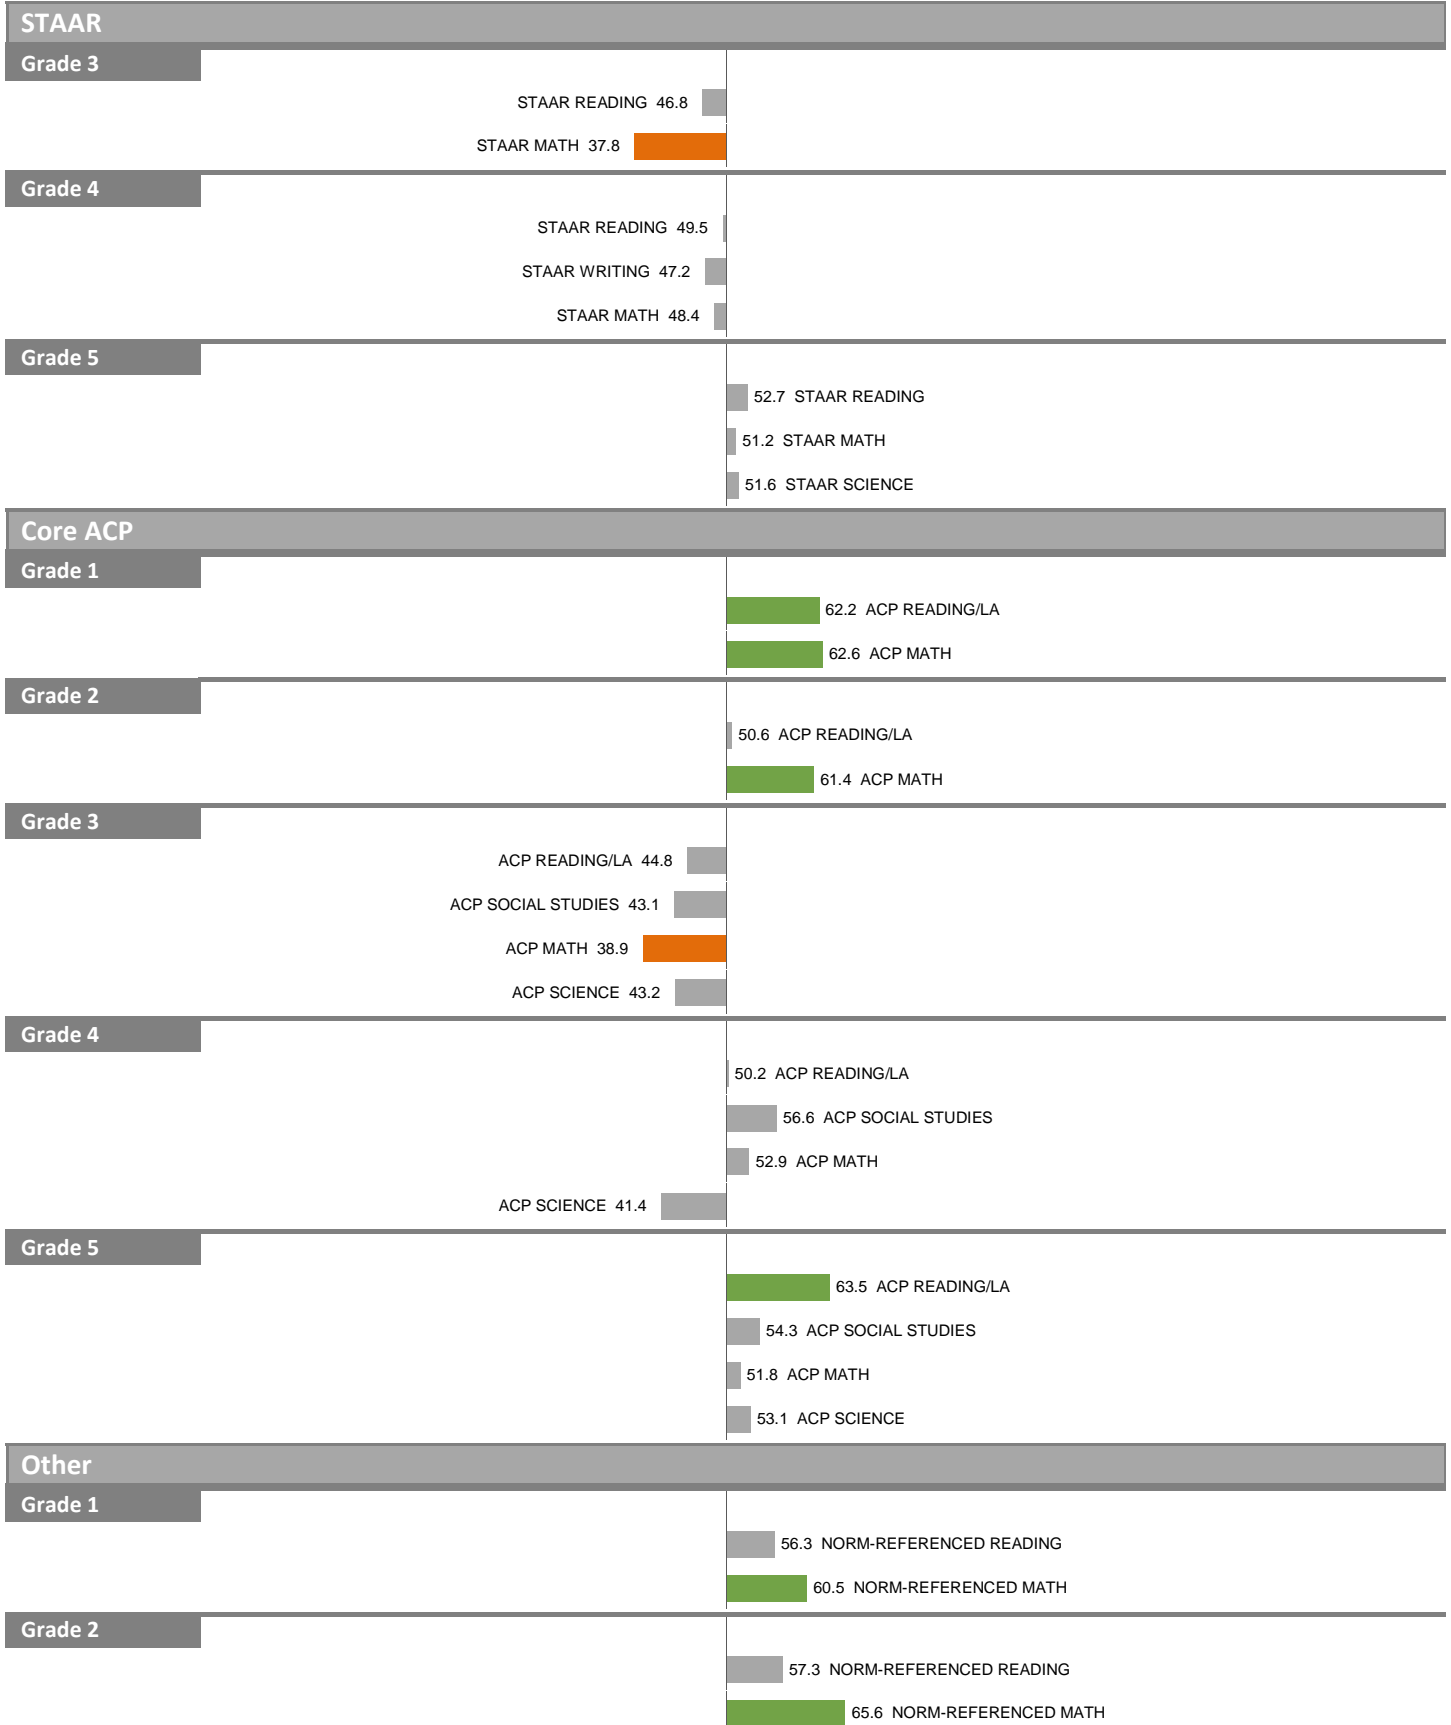 STAAR
Grade 3
STAAR READING 46.8
STAAR MATH 37.8
Grade 4
STAAR READING 49.5
STAAR WRITING 47.2
STAAR MATH 48.4
Grade 5
52.7 STAAR READING
51.2 STAAR MATH
51.6 STAAR SCIENCE
Core ACP
Grade 1
62.2 ACP READING/LA
62.6 ACP MATH
Grade 2
50.6 ACP READING/LA
61.4 ACP MATH
Grade 3
ACP READING/LA 44.8
ACP SOCIAL STUDIES 43.1
ACP MATH 38.9
ACP SCIENCE 43.2
Grade 4
50.2 ACP READING/LA
56.6 ACP SOCIAL STUDIES
52.9 ACP MATH
ACP SCIENCE 41.4
Grade 5
63.5 ACP READING/LA
54.3 ACP SOCIAL STUDIES
51.8 ACP MATH
53.1 ACP SCIENCE
Other
Grade 1
56.3 NORM-REFERENCED READING
60.5 NORM-REFERENCED MATH
Grade 2
57.3 NORM-REFERENCED READING
65.6 NORM-REFERENCED MATH